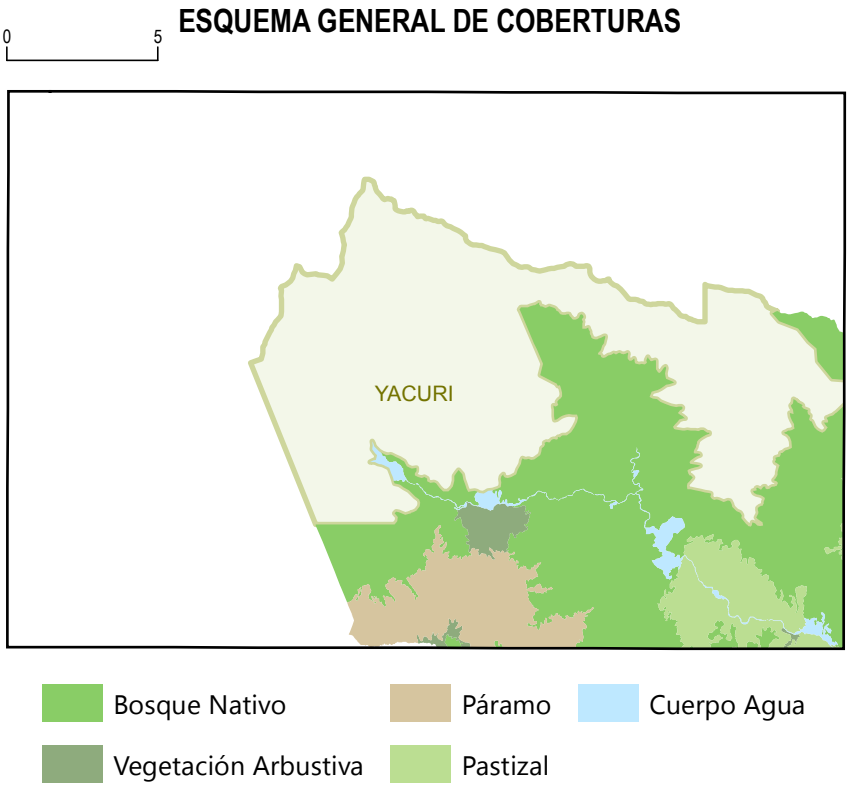 ESQUEMA GENERAL DE COBERTURAS
0 5
YACURI
Bosque Nativo Páramo Cuerpo Agua
Vegetación Arbustiva Pastizal